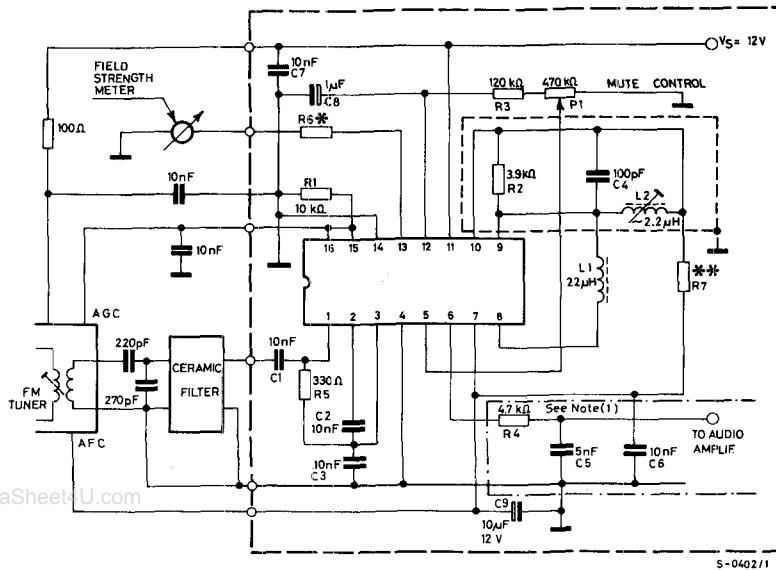 Vs= 12V
FIELD
STRENGTH
METER
10nF
C7
1µF
C8
120 kΩ
R3
470kΩ
P1
MUTE CONTROL
100Ω
R6*
10nF
R1
10 kΩ
3.9kΩ
R2
100pF
C4
L2
2.2µH
10nF
16 15 14 13 12 11 10 9
L1
22µH
**
R7
1 2 3 4 5 6 7 8
AGC
220pF
10nF
C1
CERAMIC
FILTER
330Ω
R5
FM
TUNER
270pF
C2
10nF
4.7kΩ
R4
See Note(1)
TO AUDIO
AMPLIF.
AFC
10nF
C3
5nF
C5
10nF
C6
aSheet4U.com
C9
10µF
12 V
S-0402/1